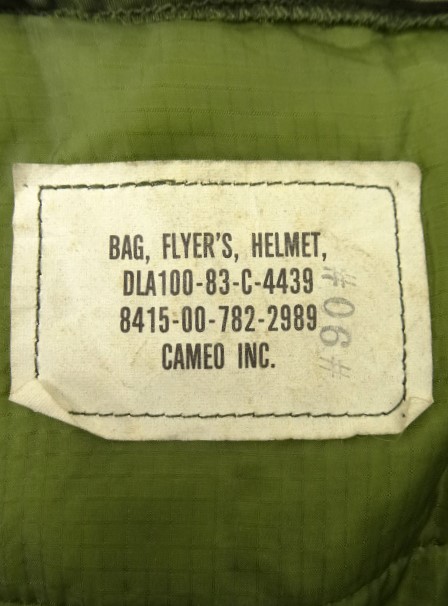 BAG, FLYER'S, HELMET,
DLA100-83-C-4439
8415-00-782-2989
CAMEO INC.
#06#